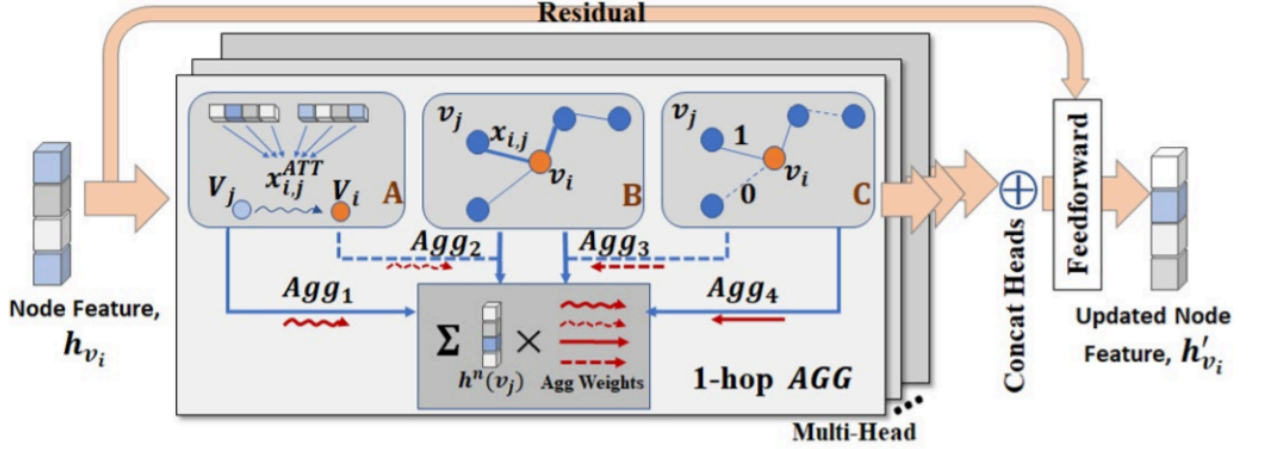 Residual
x_{i,j}^{ATT}
V_j
V_i
A
v_j
x_{i,j}
v_i
B
v_j
1
v_i
0
C
Agg_1
Agg_2
Agg_3
Agg_4
Σ
×
h^n(v_j)
Agg Weights
1-hop AGG
Multi-Head
Node Feature,
h_{v_i}
Concat Heads
Feedforward
Updated Node
Feature, h'_{v_i}